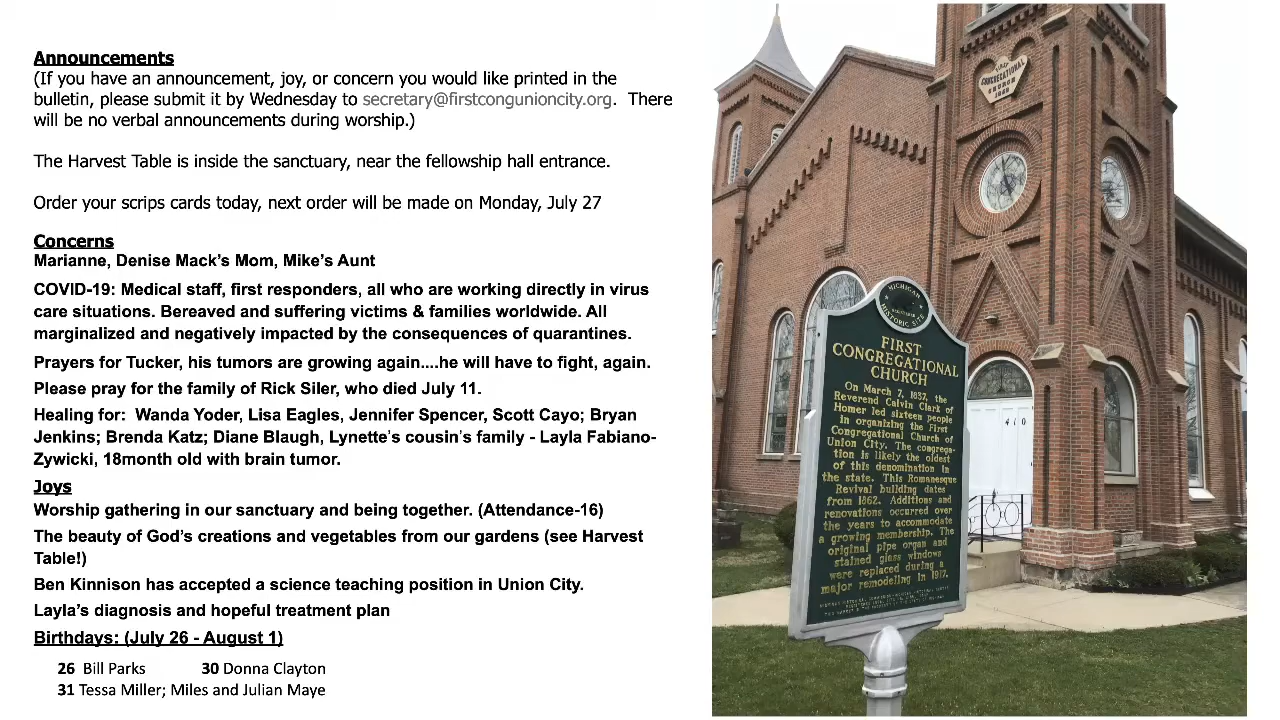 Announcements
(If you have an announcement, joy, or concern you would like printed in the
bulletin, please submit it by Wednesday to secretary@firstcongunioncity.org.  There
will be no verbal announcements during worship.)
The Harvest Table is inside the sanctuary, near the fellowship hall entrance.
Order your scrips cards today, next order will be made on Monday, July 27
Concerns
Marianne, Denise Mack's Mom, Mike's Aunt
COVID-19: Medical staff, first responders, all who are working directly in virus
care situations. Bereaved and suffering victims & families worldwide. All
marginalized and negatively impacted by the consequences of quarantines.
Prayers for Tucker, his tumors are growing again....he will have to fight, again.
Please pray for the family of Rick Siler, who died July 11.
Healing for:  Wanda Yoder, Lisa Eagles, Jennifer Spencer, Scott Cayo; Bryan
Jenkins; Brenda Katz; Diane Blaugh, Lynette's cousin's family - Layla Fabiano-
Zywicki, 18month old with brain tumor.
Joys
Worship gathering in our sanctuary and being together. (Attendance-16)
The beauty of God's creations and vegetables from our gardens (see Harvest
Table!)
Ben Kinnison has accepted a science teaching position in Union City.
Layla's diagnosis and hopeful treatment plan
Birthdays: (July 26 - August 1)
26 Bill Parks 30 Donna Clayton
31 Tessa Miller; Miles and Julian Maye
FIRST
CONGREGATIONAL
CHURCH
MICHIGAN
HISTORIC SITE
FIRST
CONGREGATIONAL
CHURCH
On March 7, 1837, the
Reverend Calvin Clark of
Homer led sixteen people
in organizing the First
Congregational Church of
Union City. The congrega-
tion is likely the oldest
of this denomination in
the state. This Romanesque
Revival building dates
from 1862. Additions and
renovations occurred over
the years to accommodate
a growing membership. The
original pipe organ and
stained glass windows
were replaced during a
major remodeling in 1917.
410